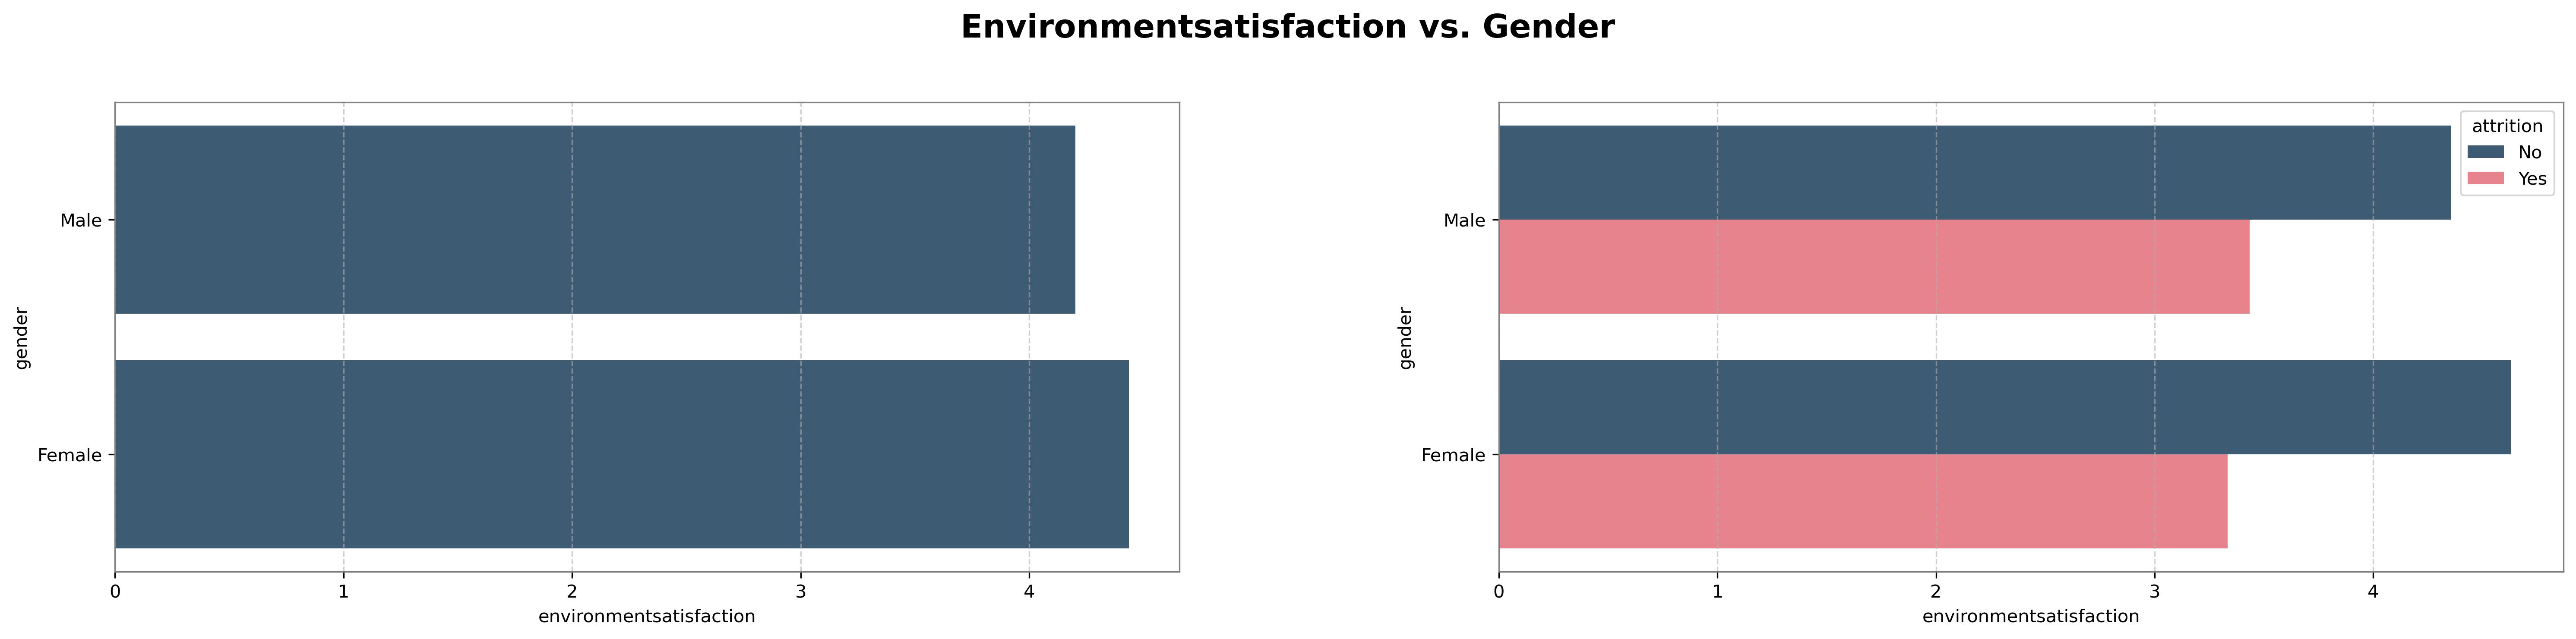 Environmentsatisfaction vs. Gender
gender
Male
Female
0 1 2 3 4
environmentsatisfaction
gender
Male
Female
0 1 2 3 4
environmentsatisfaction
attrition
No
Yes